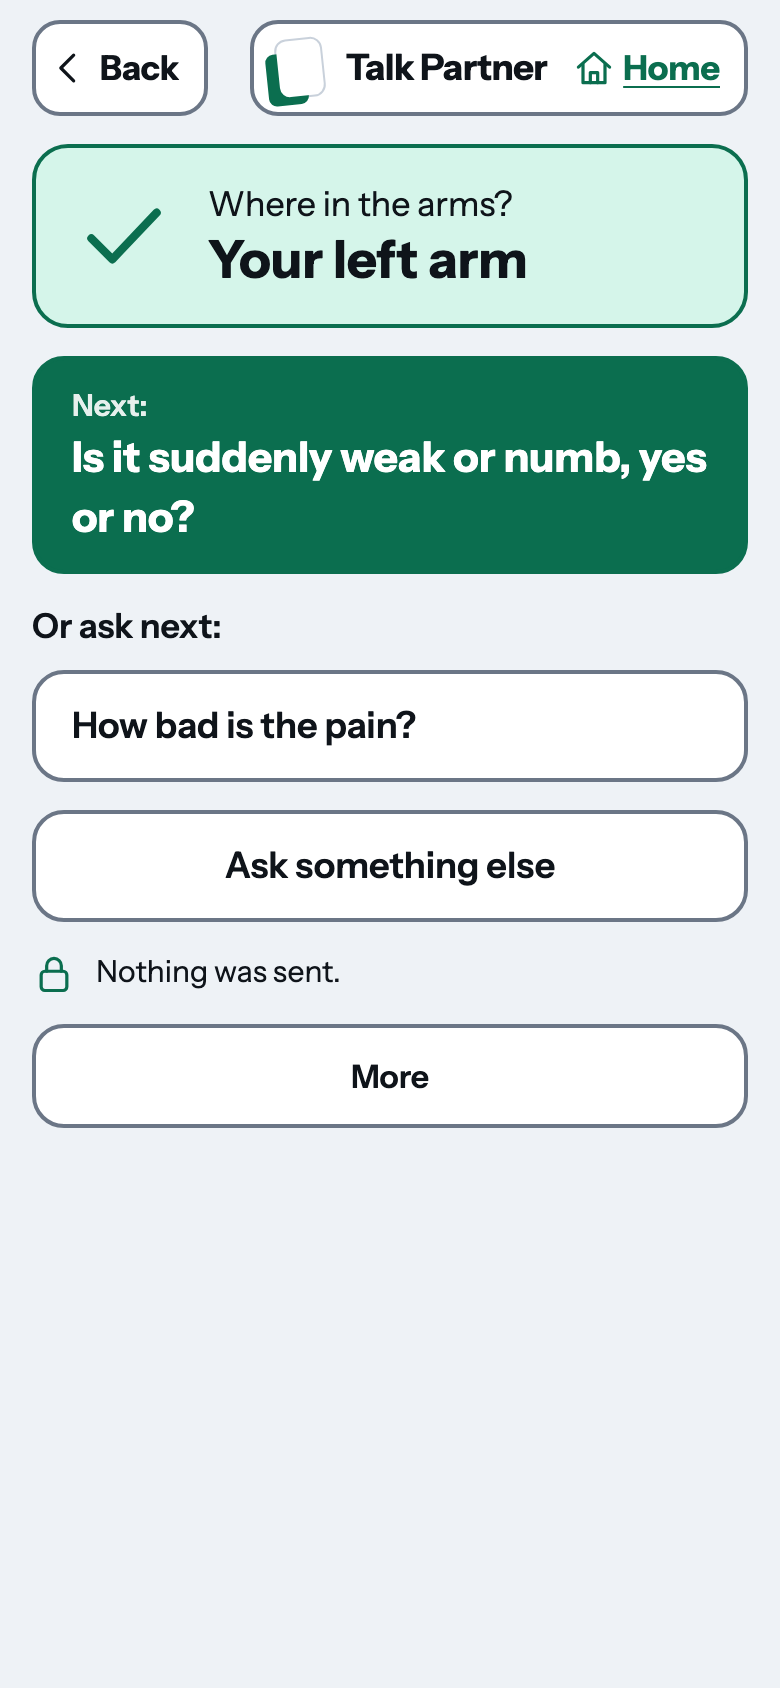 Back
Talk Partner
Home
Where in the arms?
Your left arm
Next:
Is it suddenly weak or numb, yes
or no?
Or ask next:
How bad is the pain?
Ask something else
Nothing was sent.
More